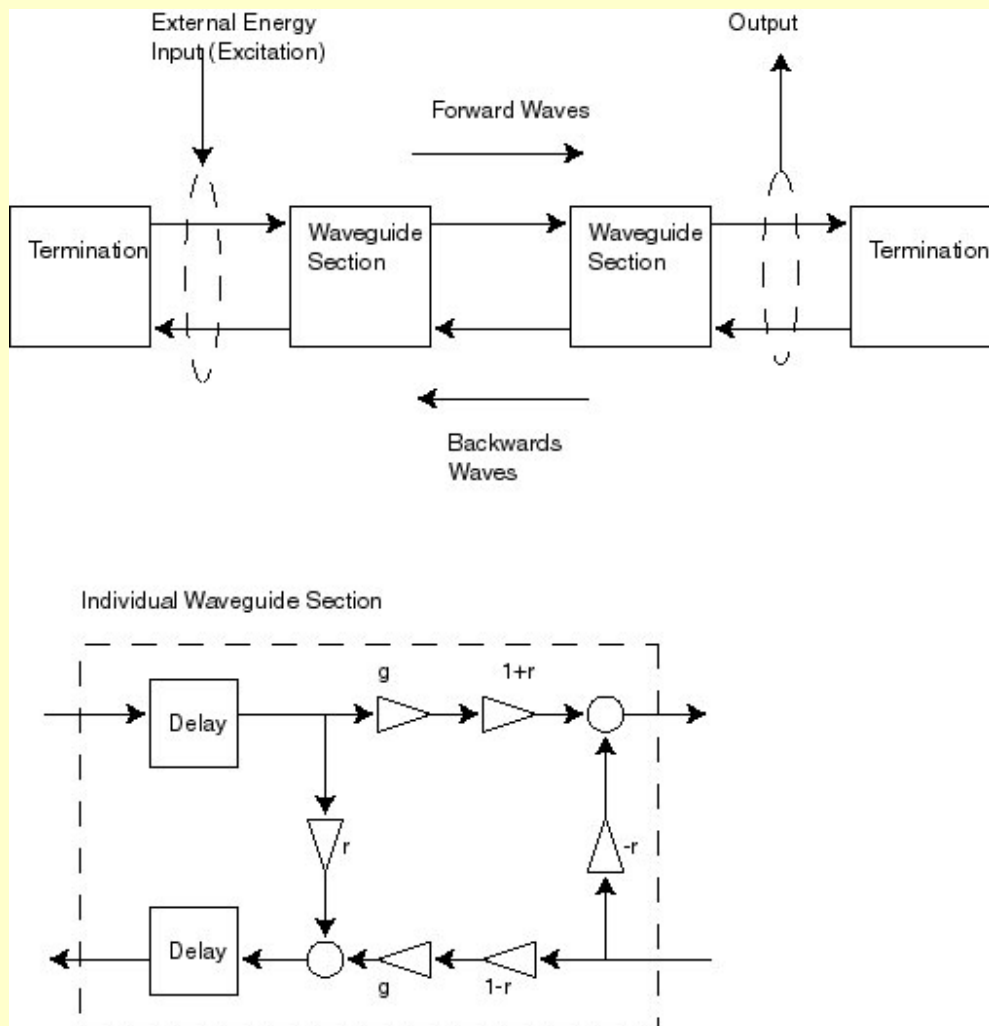 External Energy
Input (Excitation)
Output
Forward Waves
Termination
Waveguide
Section
Waveguide
Section
Termination
Backwards
Waves
Individual Waveguide Section
g
1+r
Delay
r
-r
Delay
g
1-r